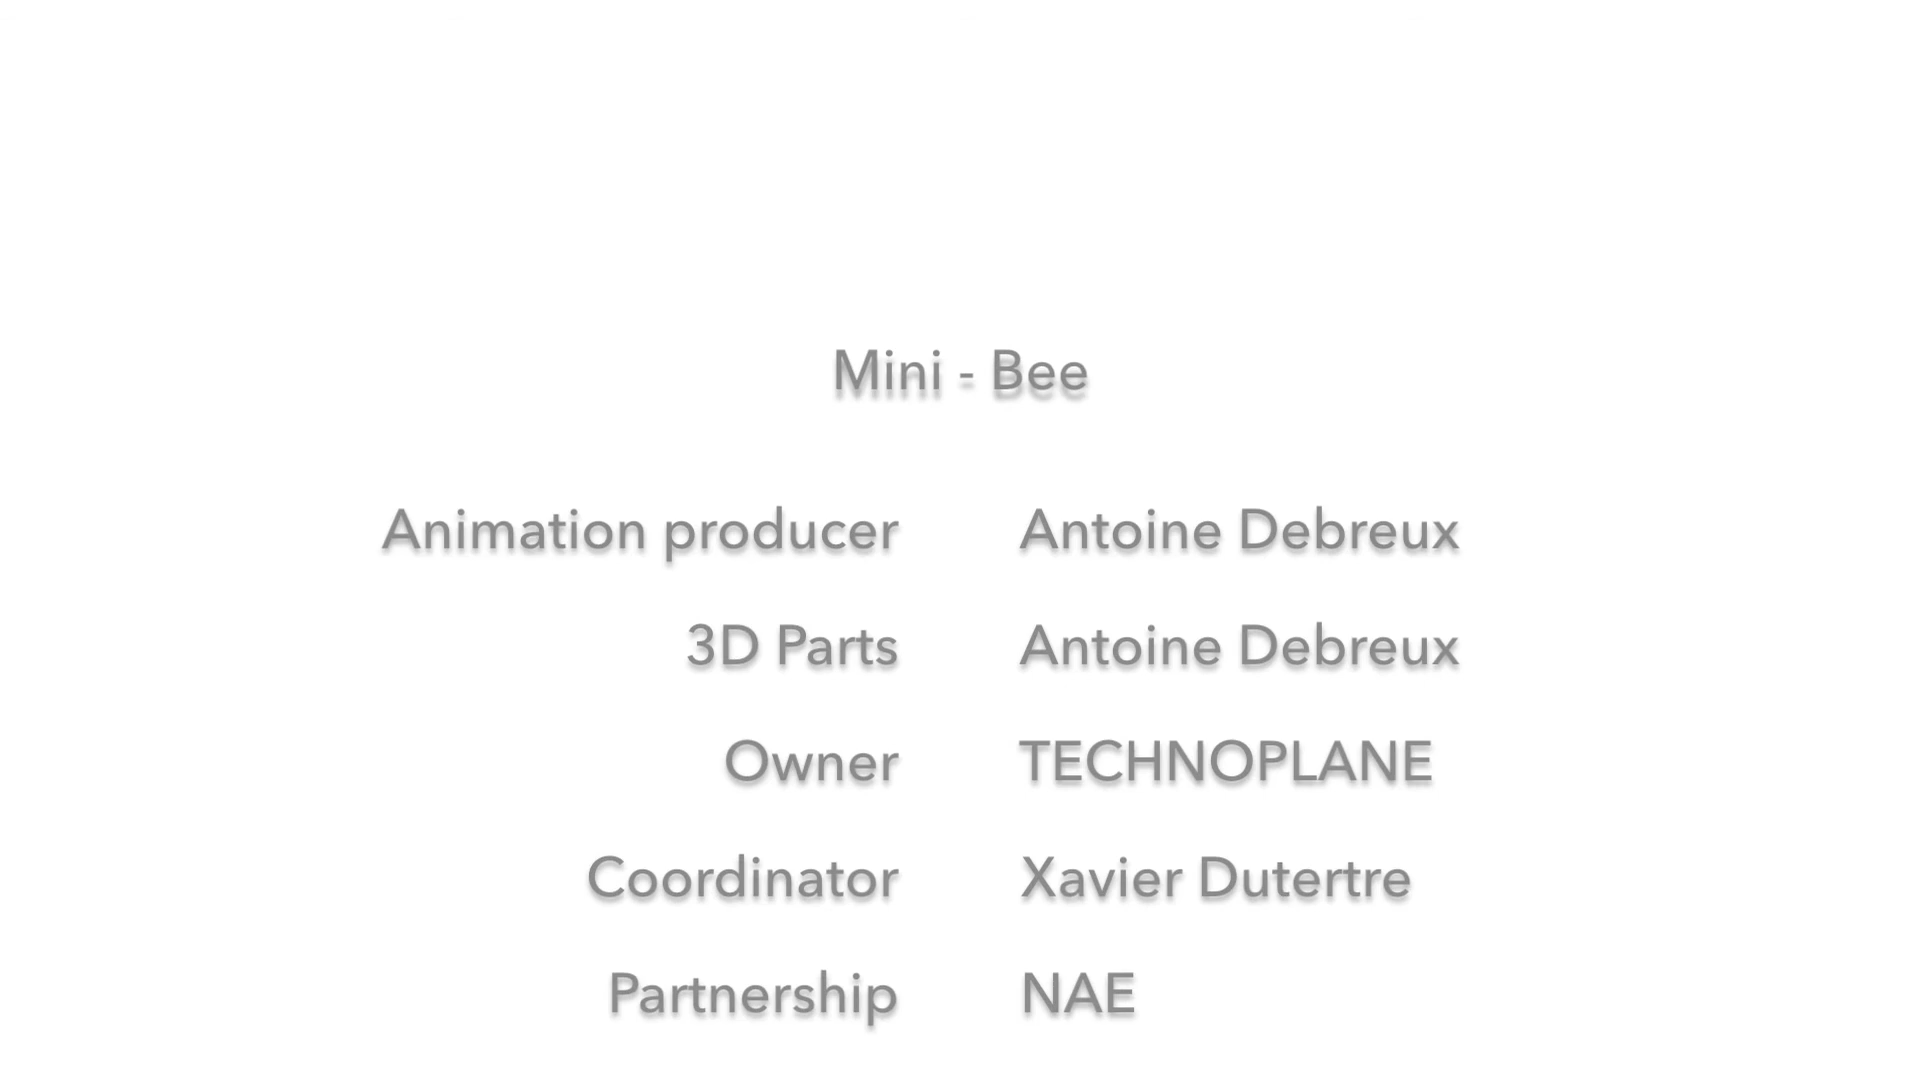 Mini - Bee
Animation producer Antoine Debreux
3D Parts Antoine Debreux
Owner TECHNOPLANE
Coordinator Xavier Dutertre
Partnership NAE